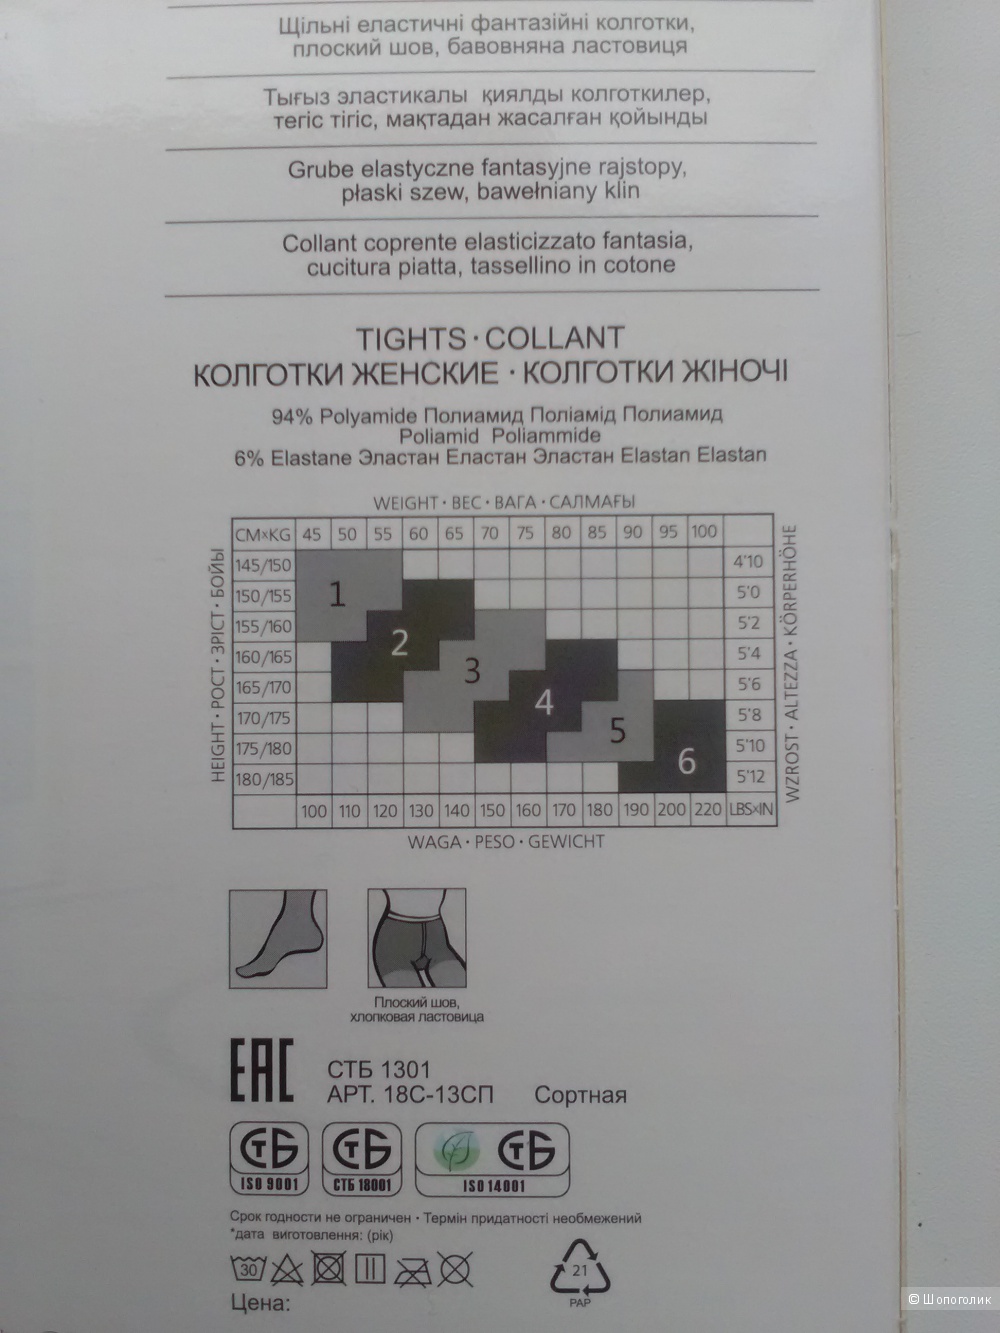 Щільні еластичні фантазійні колготки,
плоский шов, бавовняна ластовиця
Тығыз эластикалы қиялды колготкилер,
тегіс тігіс, мақтадан жасалған қойынды
Grube elastyczne fantasyjne rajstopy,
płaski szew, bawełniany klin
Collant coprente elasticizzato fantasia,
cucitura piatta, tassellino in cotone
TIGHTS · COLLANT
КОЛГОТКИ ЖЕНСКИЕ · КОЛГОТКИ ЖІНОЧІ
94% Polyamide Полиамид Поліамід Полиамид
Poliamid Poliammide
6% Elastane Эластан Еластан Эластан Elastan Elastan
WEIGHT · ВЕС · ВАГА · САЛМАҒЫ
HEIGHT · РОСТ · ЗРІСТ · БОЙЫ
CM×KG 45 50 55 60 65 70 75 80 85 90 95 100
145/150 4'10
150/155 1 5'0
155/160 2 5'2
160/165 3 5'4
165/170 4 5'6
170/175 5 5'8
175/180 6 5'10
180/185 5'12
100 110 120 130 140 150 160 170 180 190 200 220 LBS×IN
WZROST · ALTEZZA · KÖRPERHÖHE
WAGA · PESO · GEWICHT
Плоский шов,
хлопковая ластовица
EAC
СТБ 1301
АРТ. 18С-13СП Сортная
СТБ СТБ СТБ
ISO 9001 СТБ 18001 ISO 14001
Срок годности не ограничен · Термін придатності необмежений
*дата виготовлення: (рік)
30
21
PAP
Цена:
© Шопоголик